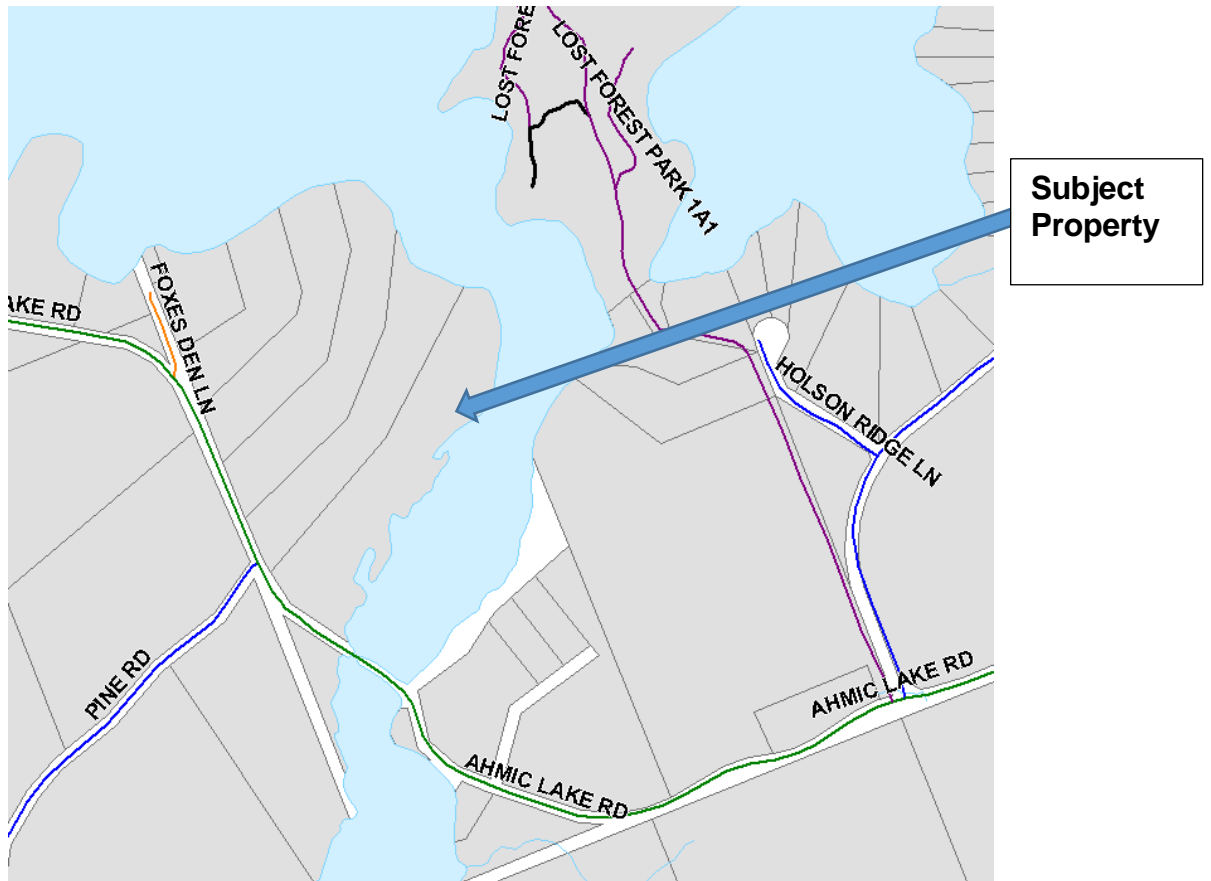 LOST FORE
LOST FOREST PARK 1A1
Subject
Property
AKE RD
FOXES DEN LN
HOLSON RIDGE LN
PINE RD
AHMIC LAKE RD
AHMIC LAKE RD